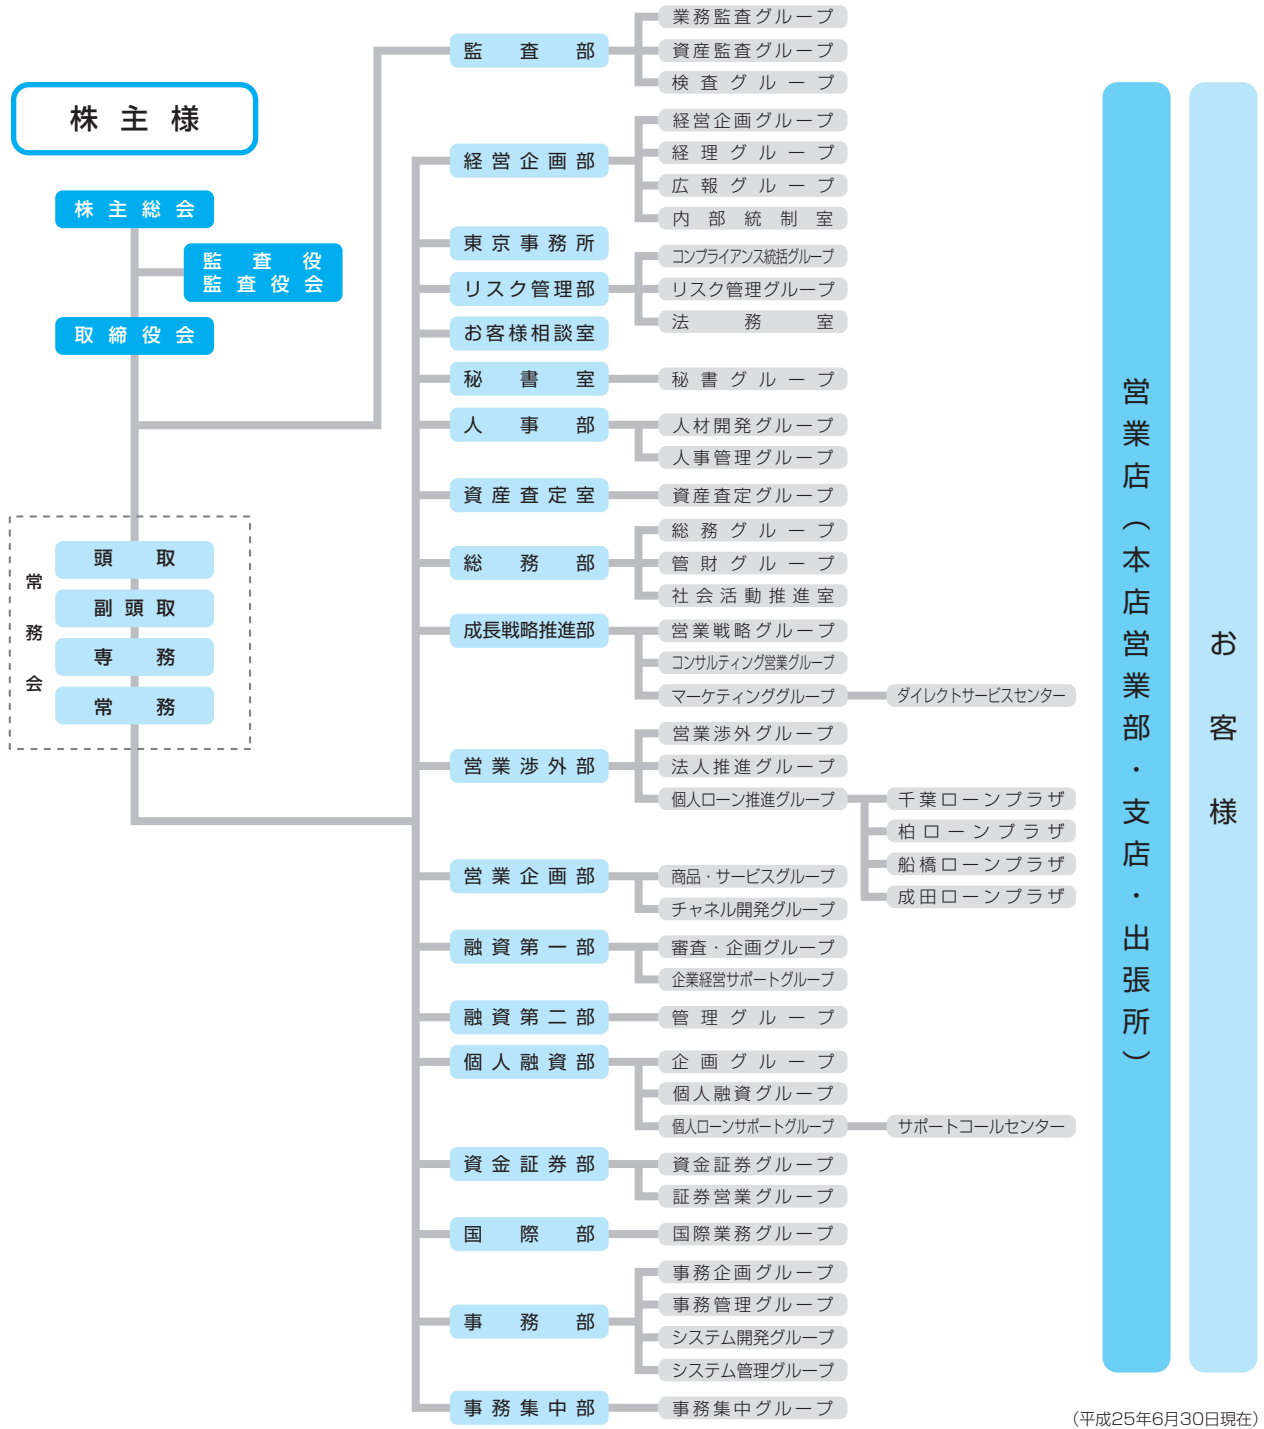 株主様
株主総会
監査役
監査役会
取締役会
常務会
頭取
副頭取
専務
常務
監査部
業務監査グループ
資産監査グループ
検査グループ
経営企画部
経営企画グループ
経理グループ
広報グループ
内部統制室
東京事務所
リスク管理部
コンプライアンス統括グループ
リスク管理グループ
法務室
お客様相談室
秘書室
秘書グループ
人事部
人材開発グループ
人事管理グループ
資産査定室
資産査定グループ
総務部
総務グループ
管財グループ
社会活動推進室
成長戦略推進部
営業戦略グループ
コンサルティング営業グループ
マーケティンググループ
ダイレクトサービスセンター
営業渉外部
営業渉外グループ
法人推進グループ
個人ローン推進グループ
千葉ローンプラザ
柏ローンプラザ
船橋ローンプラザ
成田ローンプラザ
営業企画部
商品・サービスグループ
チャネル開発グループ
融資第一部
審査・企画グループ
企業経営サポートグループ
融資第二部
管理グループ
個人融資部
企画グループ
個人融資グループ
個人ローンサポートグループ
サポートコールセンター
資金証券部
資金証券グループ
証券営業グループ
国際部
国際業務グループ
事務部
事務企画グループ
事務管理グループ
システム開発グループ
システム管理グループ
事務集中部
事務集中グループ
営業店（本店営業部・支店・出張所）
お客様
（平成25年6月30日現在）